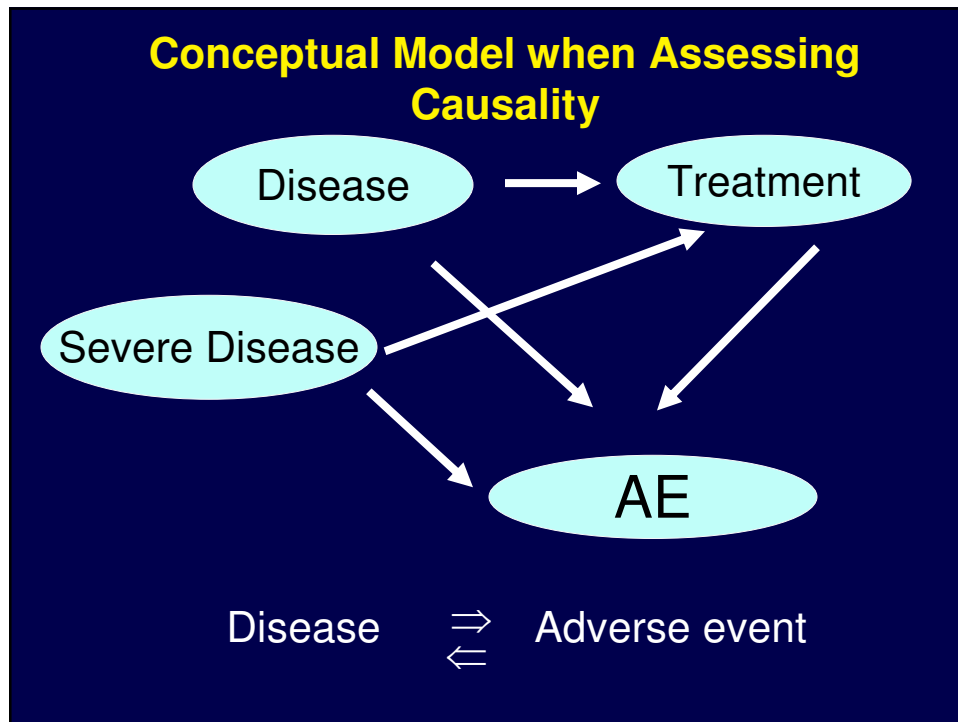 Conceptual Model when Assessing
Causality
Disease
Treatment
Severe Disease
AE
Disease ⇒ Adverse event
⇐